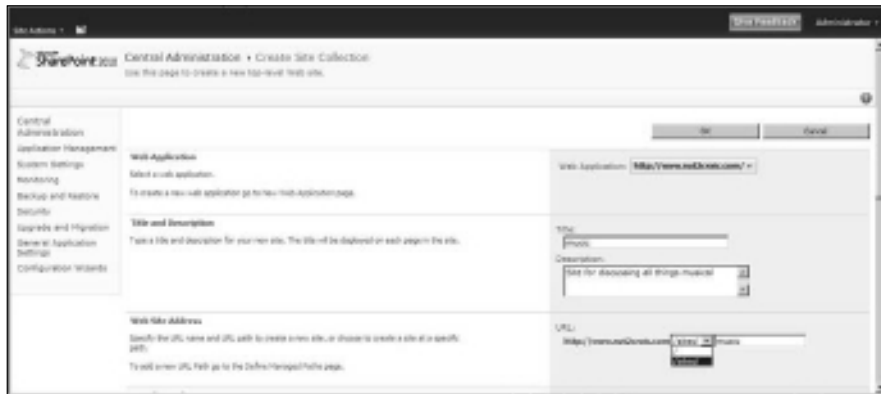 Site Actions
Give Feedback
Administrator
SharePoint 2010
Central Administration › Create Site Collection
Use this page to create a new top-level Web site.
Central
Administration
Application Management
System Settings
Monitoring
Backup and Restore
Security
Upgrade and Migration
General Application
Settings
Configuration Wizards
OK
Cancel
Web Application
Select a web application.
To create a new web application go to New Web Application page.
Web Application:
Title and Description
Type a title and description for your new site. The title will be displayed on each page in the site.
Title:
music
Description:
Site for discussing all things musical
Web Site Address
Specify the URL name and URL path to create a new site, or choose to create a site at a specific
path.
To add a new URL Path go to the Define Managed Paths page.
URL:
/sites/
music
/
/sites/